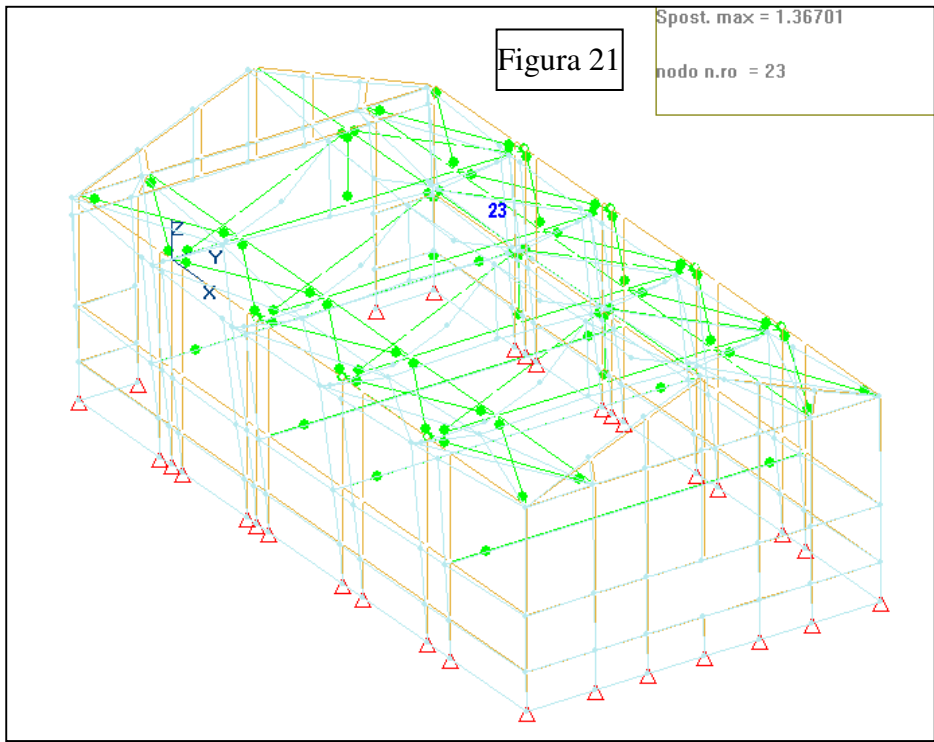 Spost. max = 1.36701
Figura 21
nodo n.ro = 23
23
Z
Y
X